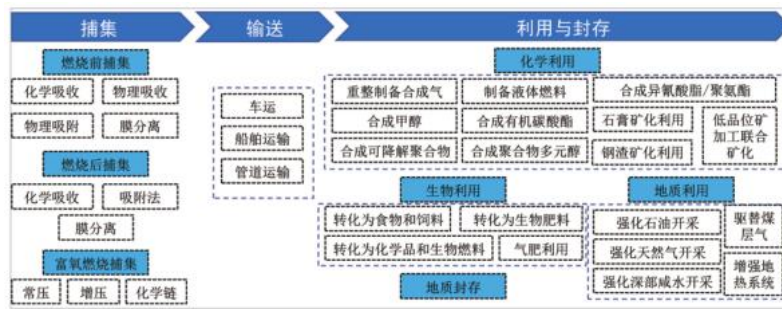 捕集
输送
利用与封存
燃烧前捕集
化学吸收
物理吸收
物理吸附
膜分离
燃烧后捕集
化学吸收
吸附法
膜分离
富氧燃烧捕集
常压
增压
化学链
车运
船舶运输
管道运输
化学利用
重整制备合成气
制备液体燃料
合成异氰酸脂/聚氨酯
合成甲醇
合成有机碳酸酯
石膏矿化利用
低品位矿
加工联合
矿化
合成可降解聚合物
合成聚合物多元醇
钢渣矿化利用
生物利用
转化为食物和饲料
转化为生物肥料
转化为化学品和生物燃料
气肥利用
地质利用
强化石油开采
驱替煤
层气
强化天然气开采
增强地
热系统
强化深部咸水开采
地质封存